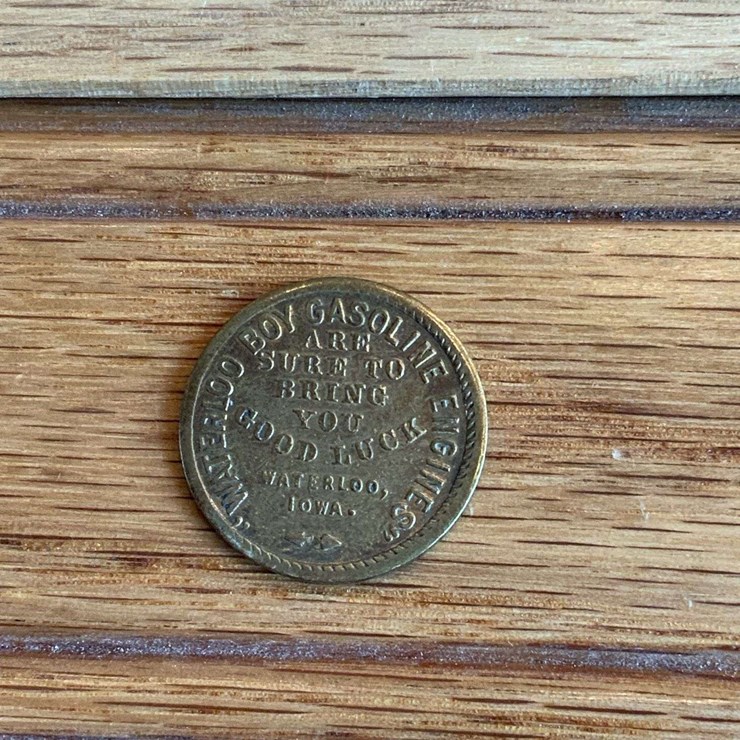 "WATERLOO BOY GASOLINE ENGINES"
ARE
SURE TO
BRING
YOU
GOOD LUCK
WATERLOO,
IOWA.